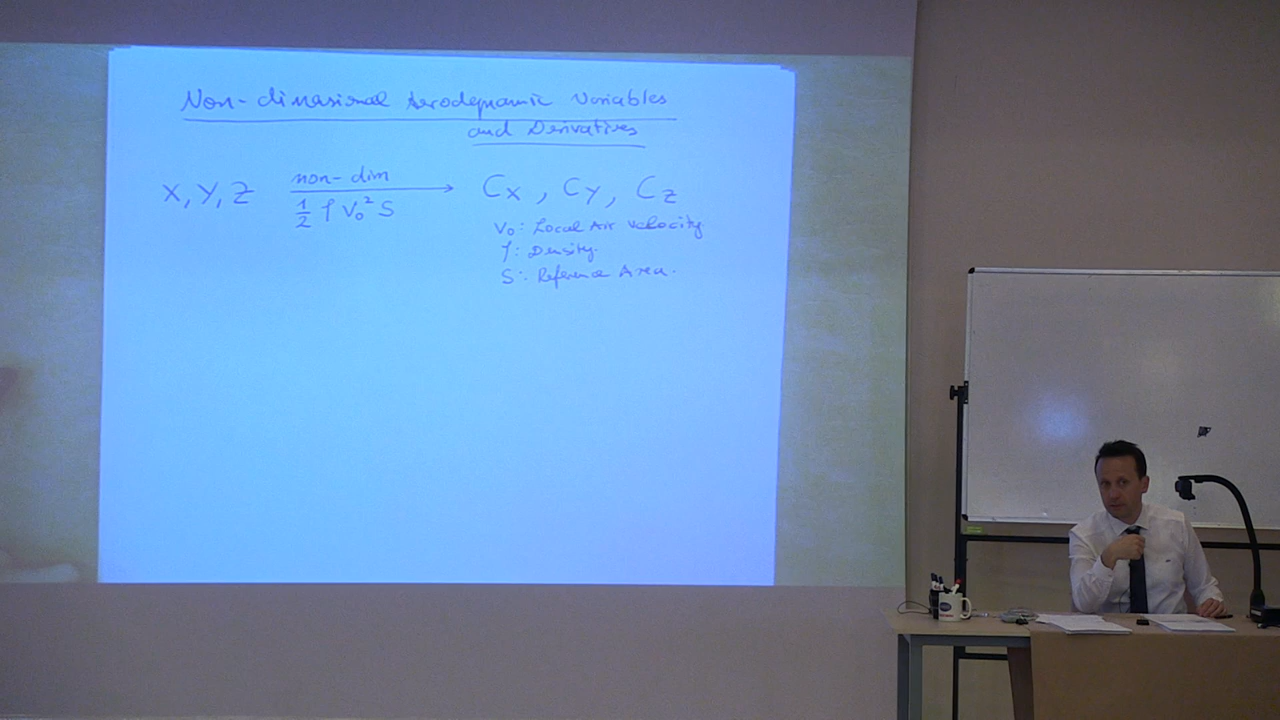 Non-dimasional Aerodynamic Variables
and Derivatives
X, Y, Z non-dim → Cx, Cy, Cz
1/2 ρ V₀² S
V₀: Local Air Velocity
ρ: Density.
S: Reference Area.